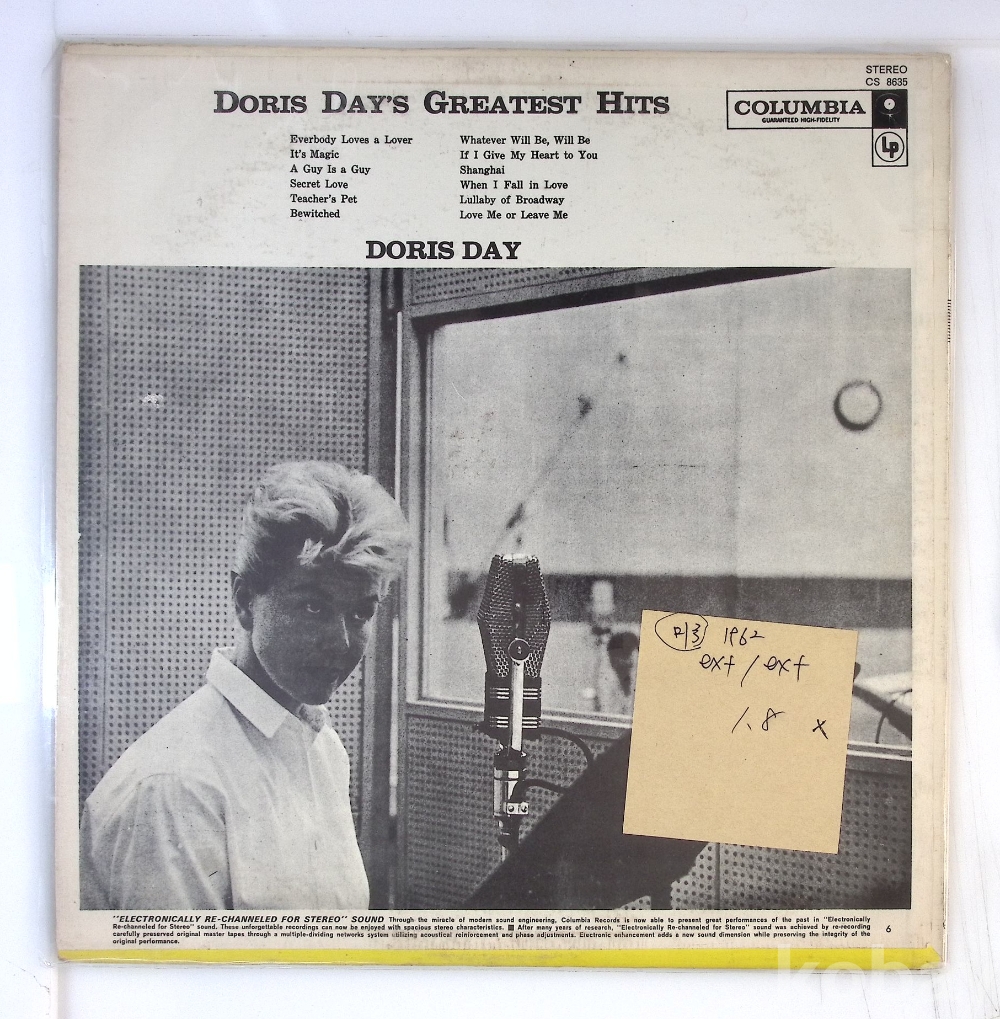 STEREO
CS 8635
DORIS DAY'S GREATEST HITS
COLUMBIA
GUARANTEED HIGH-FIDELITY
Lp
Everbody Loves a Lover
It's Magic
A Guy Is a Guy
Secret Love
Teacher's Pet
Bewitched
Whatever Will Be, Will Be
If I Give My Heart to You
Shanghai
When I Fall in Love
Lullaby of Broadway
Love Me or Leave Me
DORIS DAY
1962
ext / ext
1.8 x
"ELECTRONICALLY RE-CHANNELED FOR STEREO" SOUND Through the miracle of modern sound engineering, Columbia Records is now able to present great performances of the past in "Electronically
Re-channeled for Stereo" sound. These unforgettable recordings can now be enjoyed with spacious stereo characteristics. ■ After many years of research, "Electronically Re-channeled for Stereo" sound was achieved by re-recording
carefully preserved original master tapes through a multiple-dividing networks system utilizing acoustical reinforcement and phase adjustments. Electronic enhancement adds a new sound dimension while preserving the integrity of the
original performance.
6